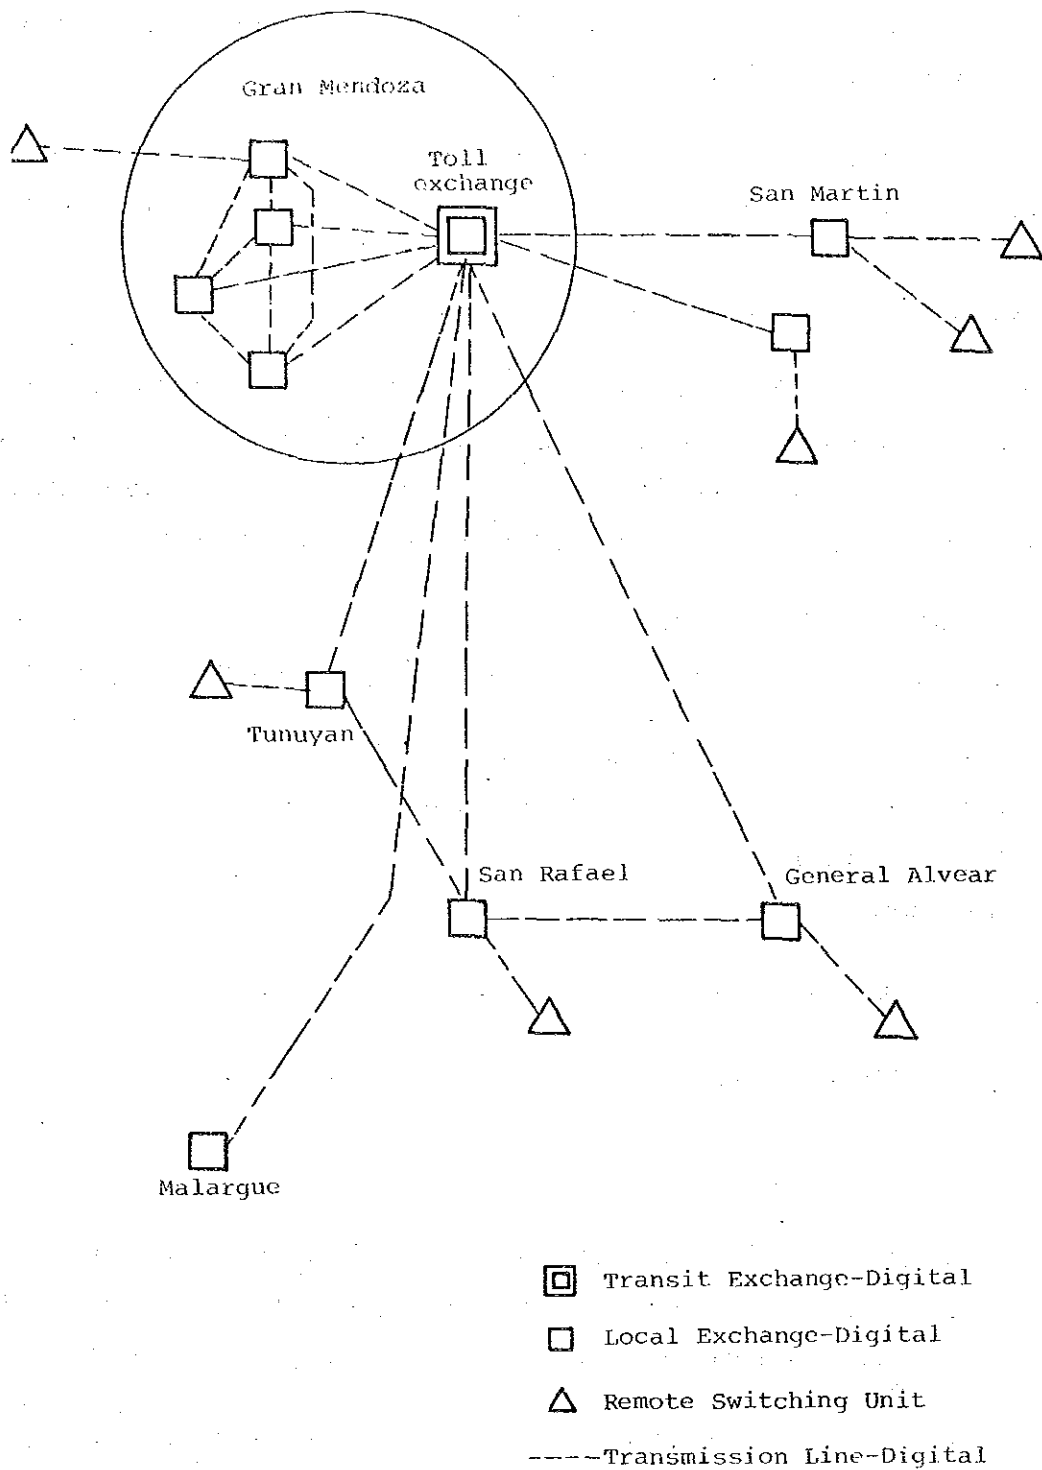 Gran Mendoza
Toll
exchange
San Martin
Tunuyan
San Rafael
General Alvear
Malargue
Transit Exchange-Digital
Local Exchange-Digital
Remote Switching Unit
Transmission Line-Digital